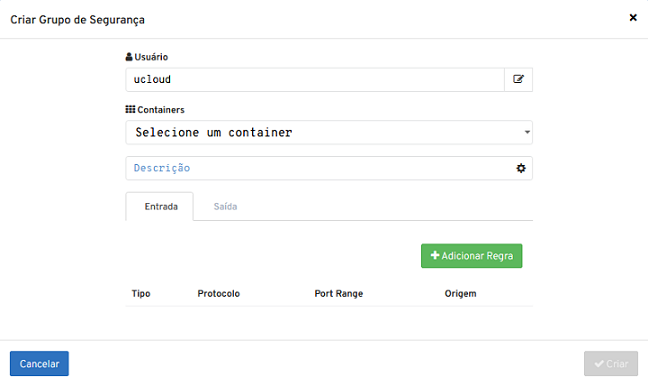 Criar Grupo de Segurança
Usuário
ucloud
Containers
Selecione um container
Descrição
Entrada Saída
Adicionar Regra
Tipo Protocolo Port Range Origem
Cancelar Criar